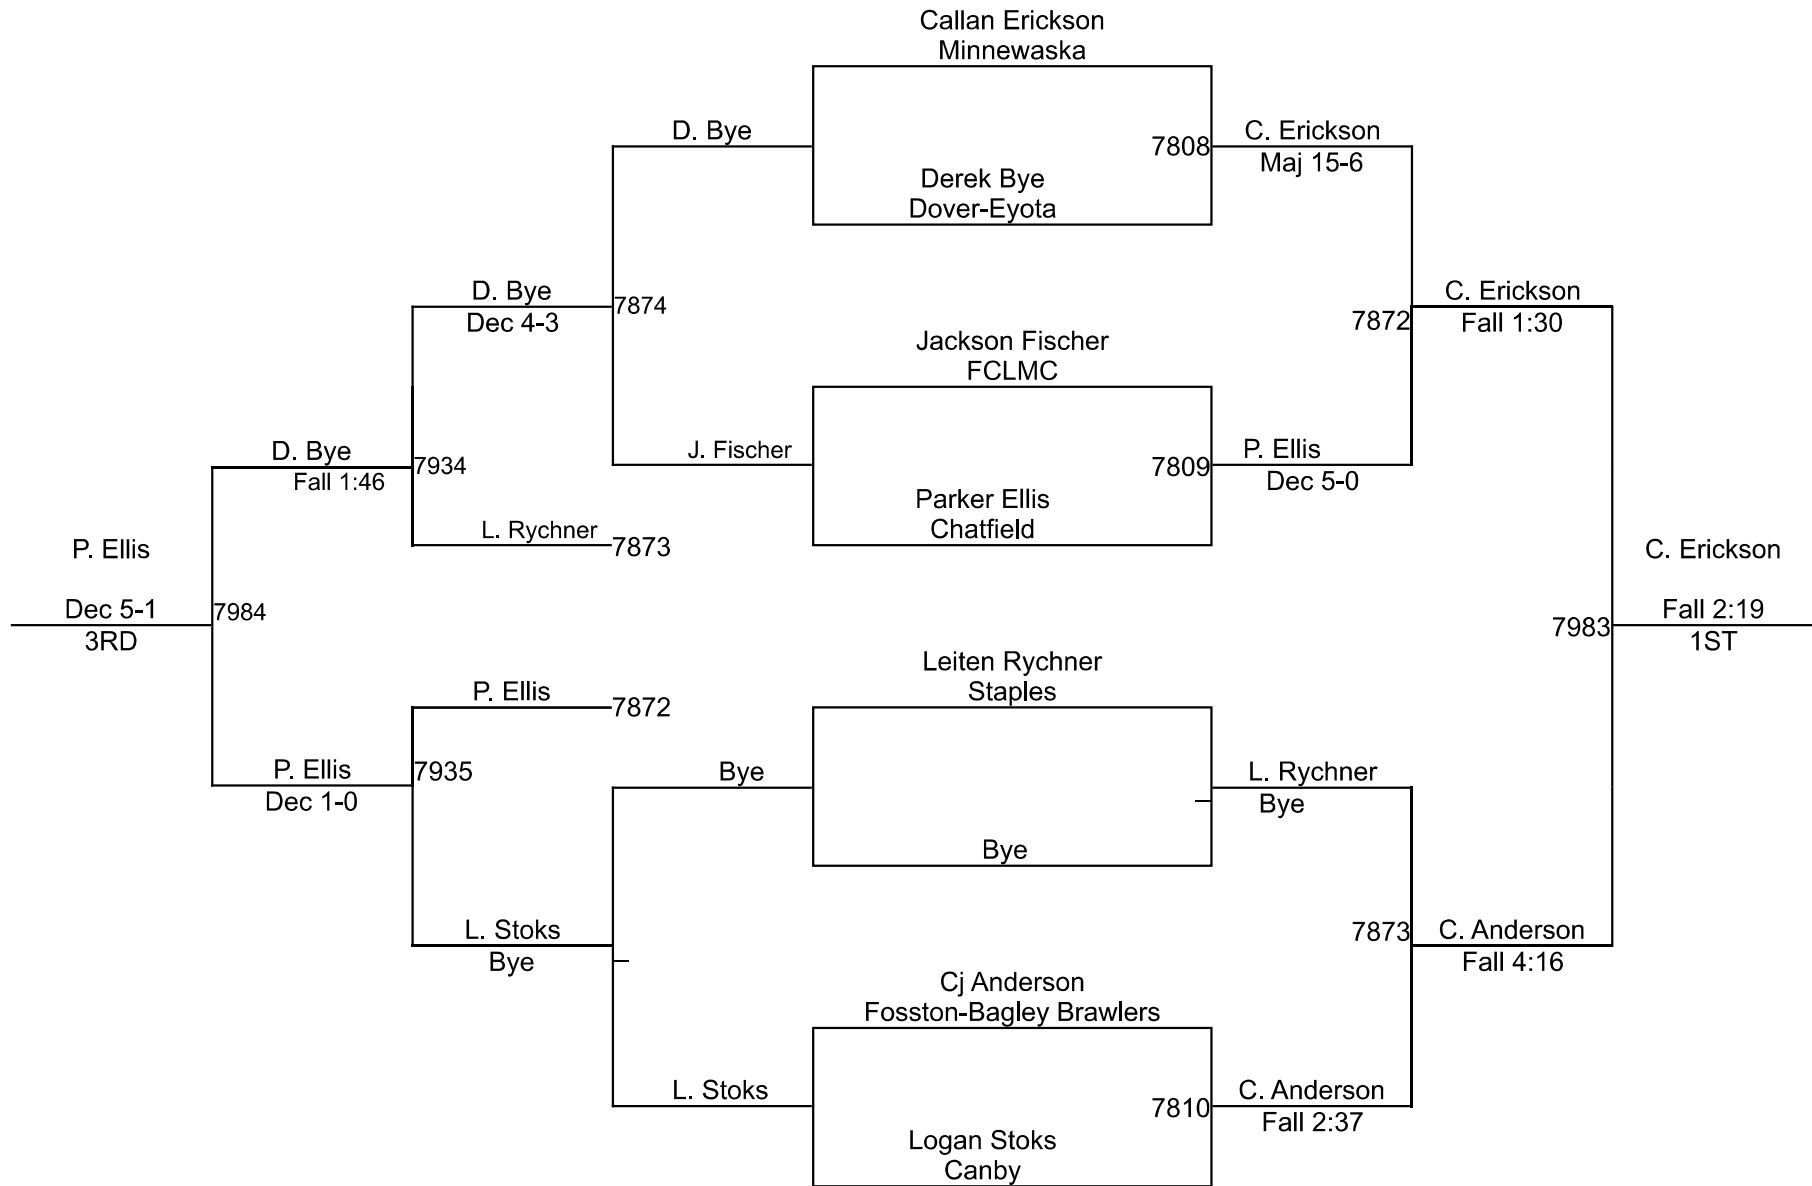 Callan Erickson
Minnewaska
D. Bye
7808
C. Erickson
Maj 15-6
Derek Bye
Dover-Eyota
D. Bye
Dec 4-3
7874
7872
C. Erickson
Fall 1:30
Jackson Fischer
FCLMC
D. Bye
Fall 1:46
7934
J. Fischer
7809
P. Ellis
Dec 5-0
Parker Ellis
Chatfield
L. Rychner
7873
P. Ellis
Dec 5-1
3RD
7984
7983
C. Erickson
Fall 2:19
1ST
Leiten Rychner
Staples
P. Ellis
7872
P. Ellis
Dec 1-0
7935
Bye
L. Rychner
Bye
Bye
L. Stoks
Bye
7873
C. Anderson
Fall 4:16
Cj Anderson
Fosston-Bagley Brawlers
L. Stoks
7810
C. Anderson
Fall 2:37
Logan Stoks
Canby